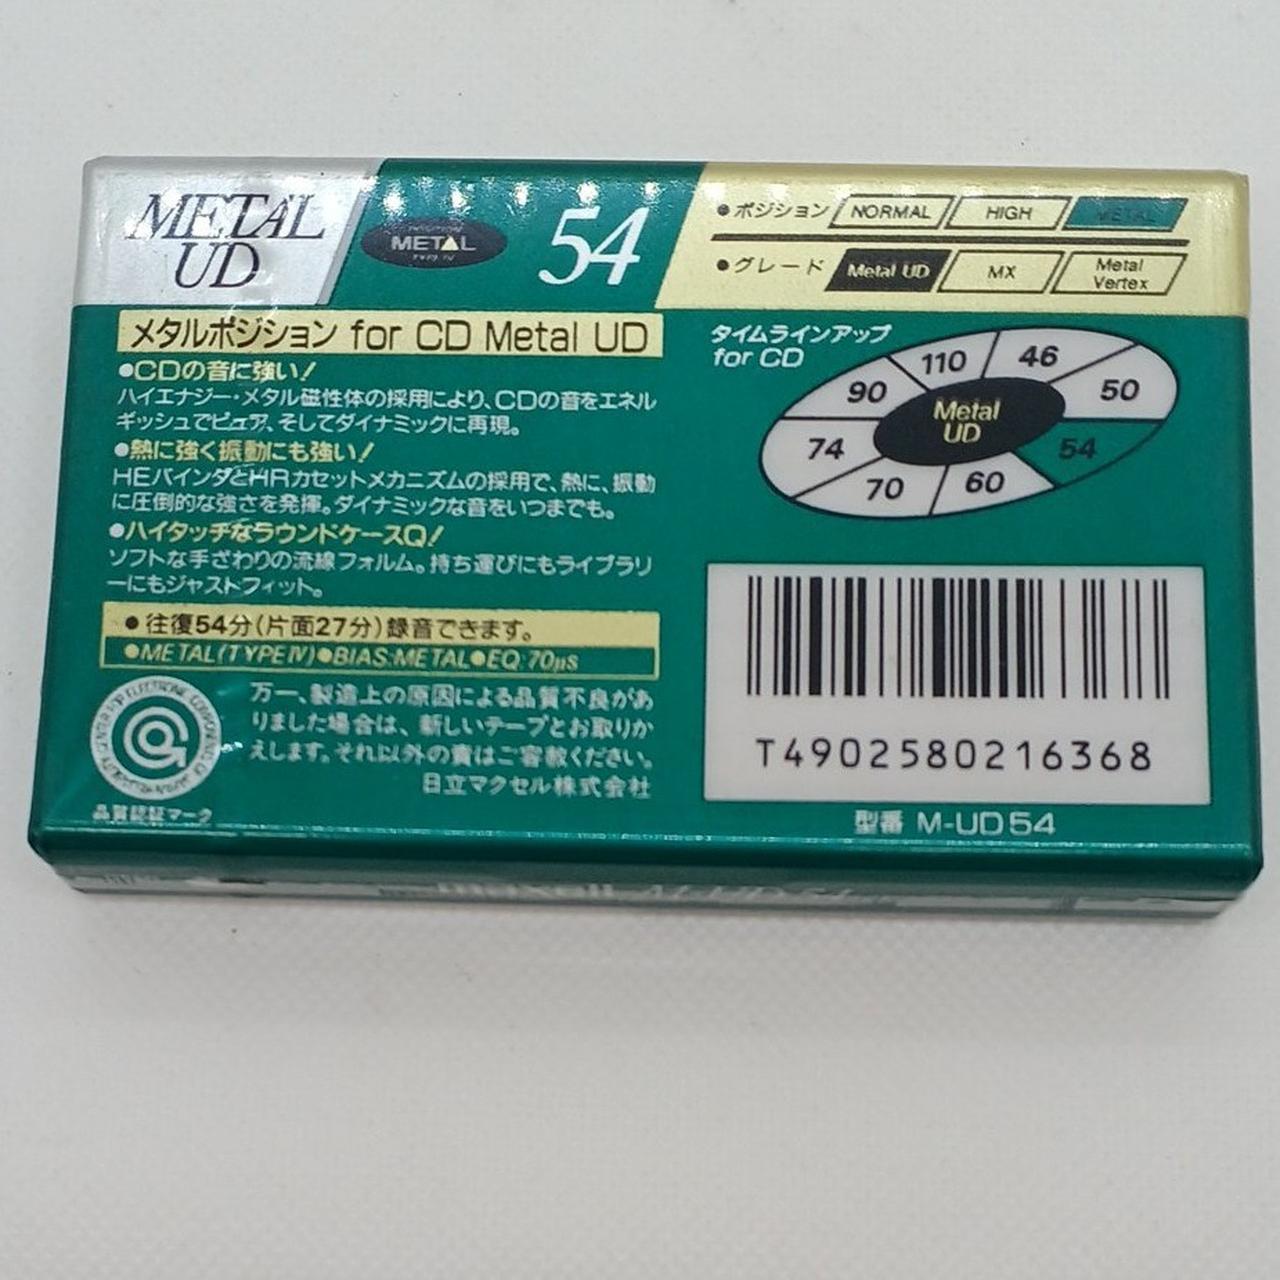 METAL
UD
POSITION
METAL
TYPE IV
54
●ポジション NORMAL HIGH METAL
●グレード Metal UD MX Metal Vertex
メタルポジション for CD Metal UD
●CDの音に強い!
ハイエナジー・メタル磁性体の採用により、CDの音をエネル
ギッシュでピュア、そしてダイナミックに再現。
●熱に強く振動にも強い!
HEバインダとHRカセットメカニズムの採用で、熱に、振動
に圧倒的な強さを発揮。ダイナミックな音をいつまでも。
●ハイタッチなラウンドケースQ!
ソフトな手ざわりの流線フォルム。持ち運びにもライブラリ
ーにもジャストフィット。
●往復54分(片面27分)録音できます。
●METAL(TYPEⅣ)●BIAS:METAL●EQ:70μs
万一、製造上の原因による品質不良があ
りました場合は、新しいテープとお取りか
えします。それ以外の責はご容赦ください。
日立マクセル株式会社
品質認証マーク
タイムラインアップ
for CD
110
46
90
50
Metal
UD
74
54
70
60
T4902580216368
型番 M-UD54
maxell M-UD 54